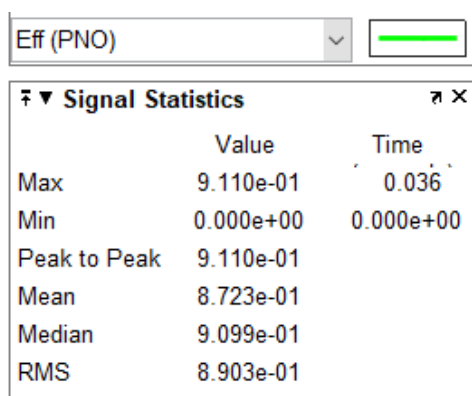 Eff (PNO)
Signal Statistics
Value Time
Max 9.110e-01 0.036
Min 0.000e+00 0.000e+00
Peak to Peak 9.110e-01
Mean 8.723e-01
Median 9.099e-01
RMS 8.903e-01